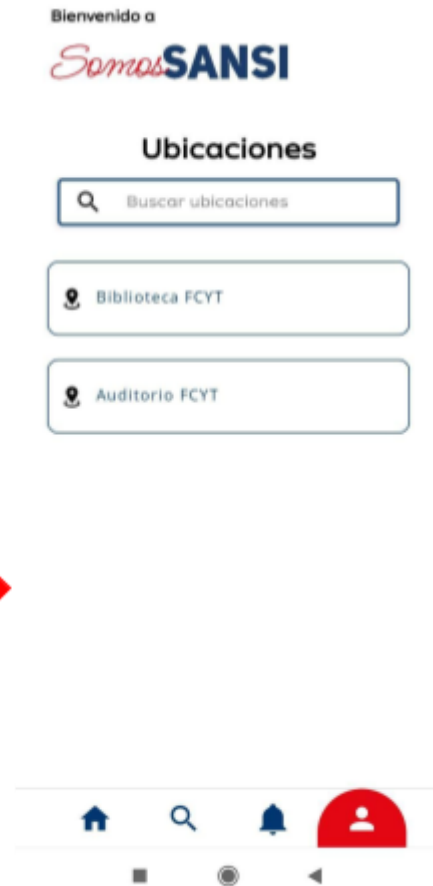 Bienvenido a
SomosSANSI
Ubicaciones
Buscar ubicaciones
Biblioteca FCYT
Auditorio FCYT